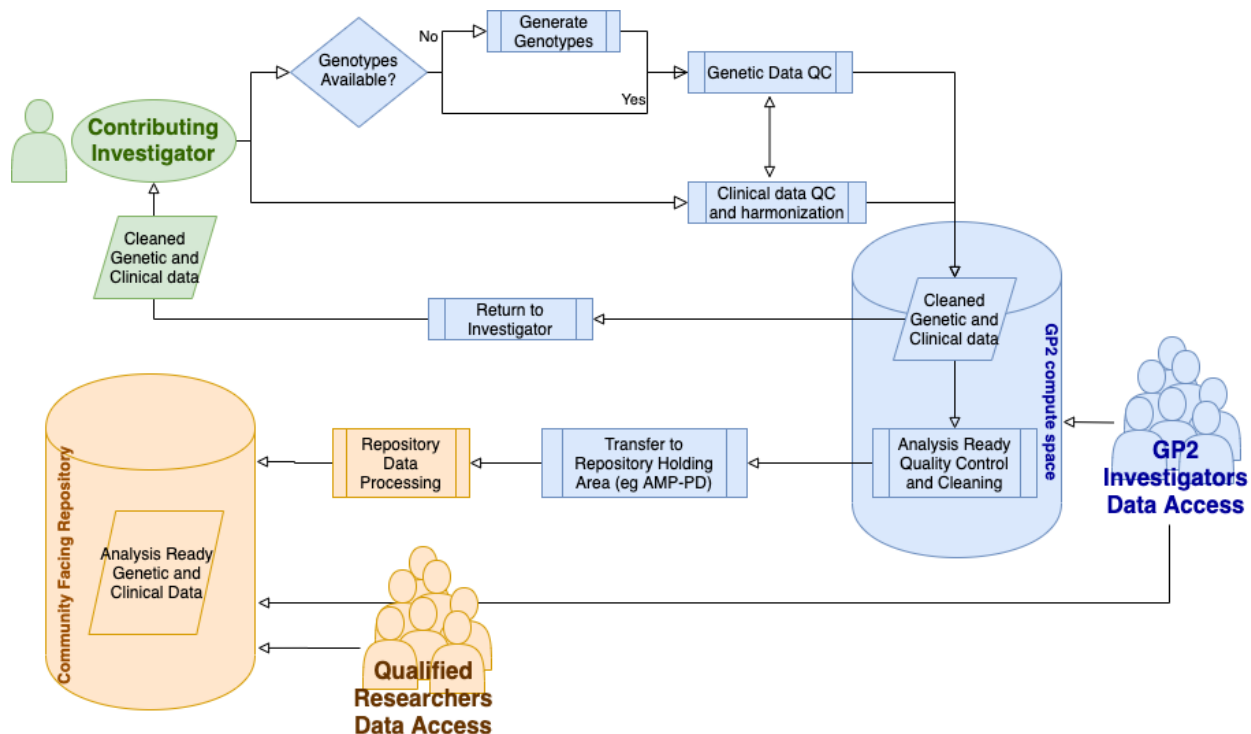 Generate
Genotypes
No
Genotypes
Available?
Genetic Data QC
Yes
Contributing
Investigator
Clinical data QC
and harmonization
Cleaned
Genetic and
Clinical data
Return to
Investigator
Cleaned
Genetic and
Clinical data
GP2 compute space
GP2
Investigators
Data Access
Analysis Ready
Quality Control
and Cleaning
Transfer to
Repository Holding
Area (eg AMP-PD)
Repository
Data
Processing
Community Facing Repository
Analysis Ready
Genetic and
Clinical Data
Qualified
Researchers
Data Access